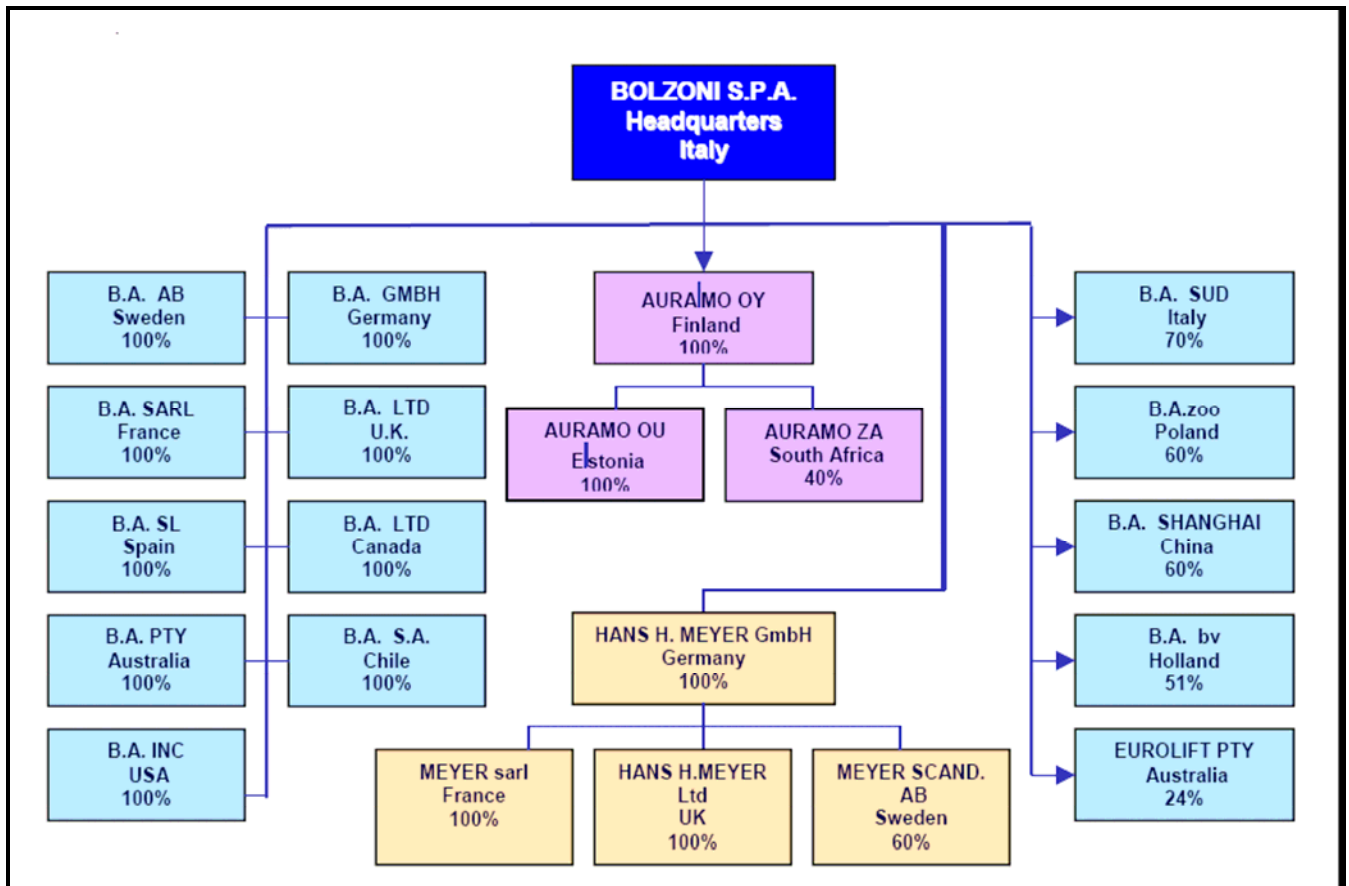 BOLZONI S.P.A.
Headquarters
Italy
B.A. AB
Sweden
100%
B.A. GMBH
Germany
100%
AURAMO OY
Finland
100%
B.A. SUD
Italy
70%
B.A. SARL
France
100%
B.A. LTD
U.K.
100%
AURAMO OU
Estonia
100%
AURAMO ZA
South Africa
40%
B.A.zoo
Poland
60%
B.A. SL
Spain
100%
B.A. LTD
Canada
100%
B.A. SHANGHAI
China
60%
B.A. PTY
Australia
100%
B.A. S.A.
Chile
100%
HANS H. MEYER GmbH
Germany
100%
B.A. bv
Holland
51%
B.A. INC
USA
100%
MEYER sarl
France
100%
HANS H.MEYER
Ltd
UK
100%
MEYER SCAND.
AB
Sweden
60%
EUROLIFT PTY
Australia
24%